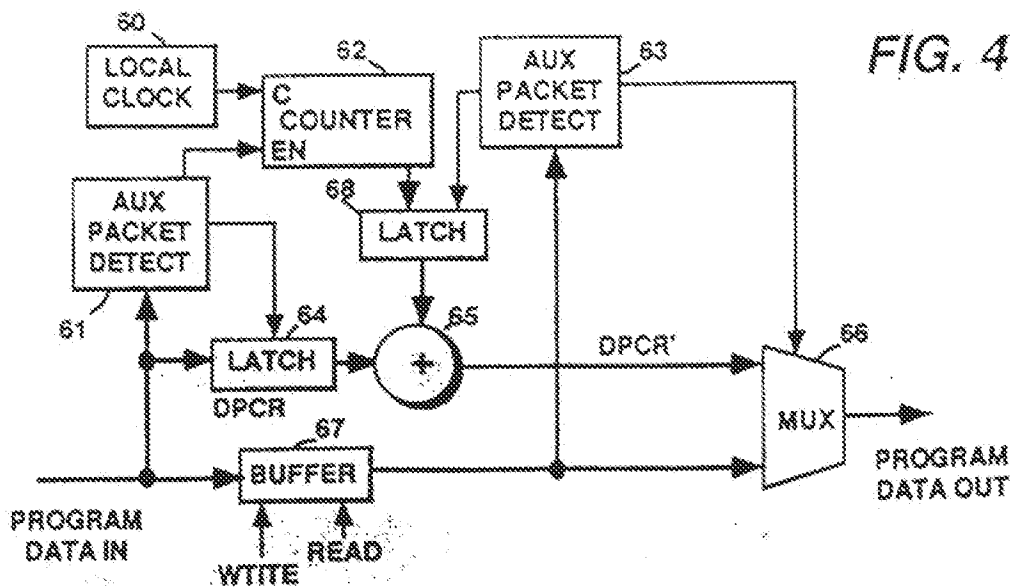 FIG. 4
60
LOCAL
CLOCK
62
C
COUNTER
EN
AUX
PACKET
DETECT
63
AUX
PACKET
DETECT
61
68
LATCH
64
LATCH
DPCR
65
+
DPCR'
66
MUX
67
BUFFER
PROGRAM
DATA IN
WTITE
READ
PROGRAM
DATA OUT